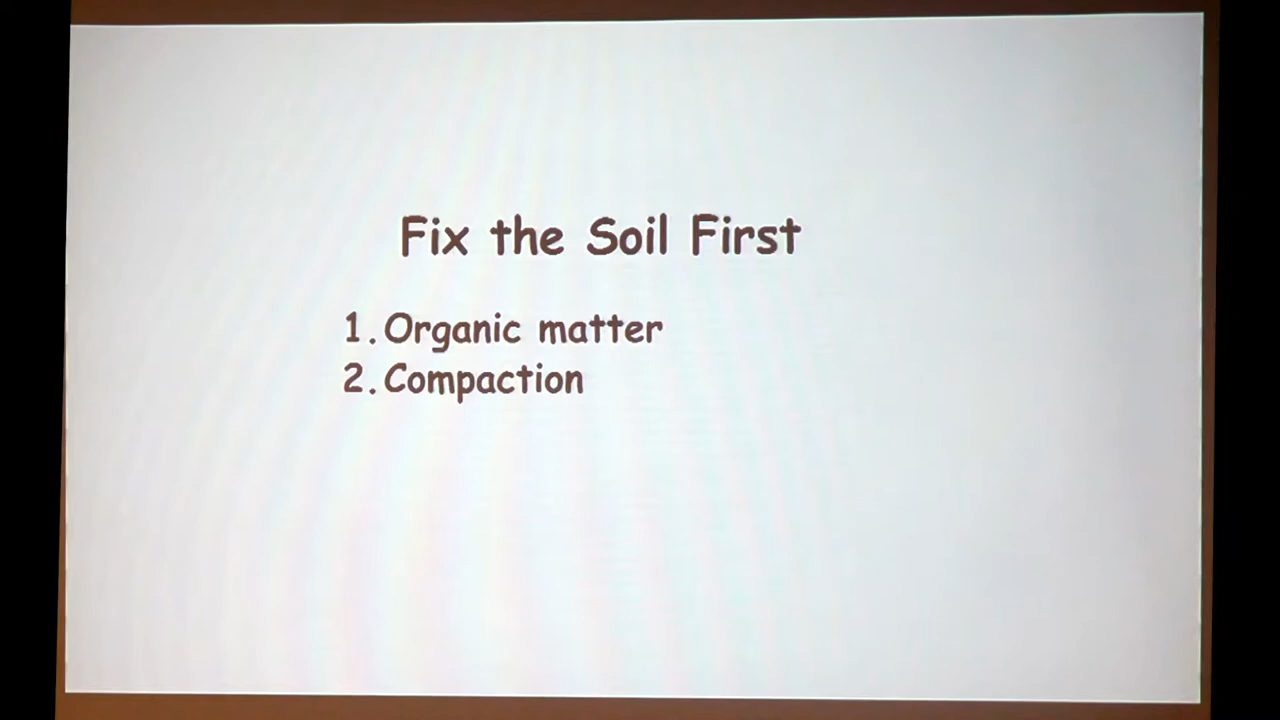 Fix the Soil First
1. Organic matter
2. Compaction